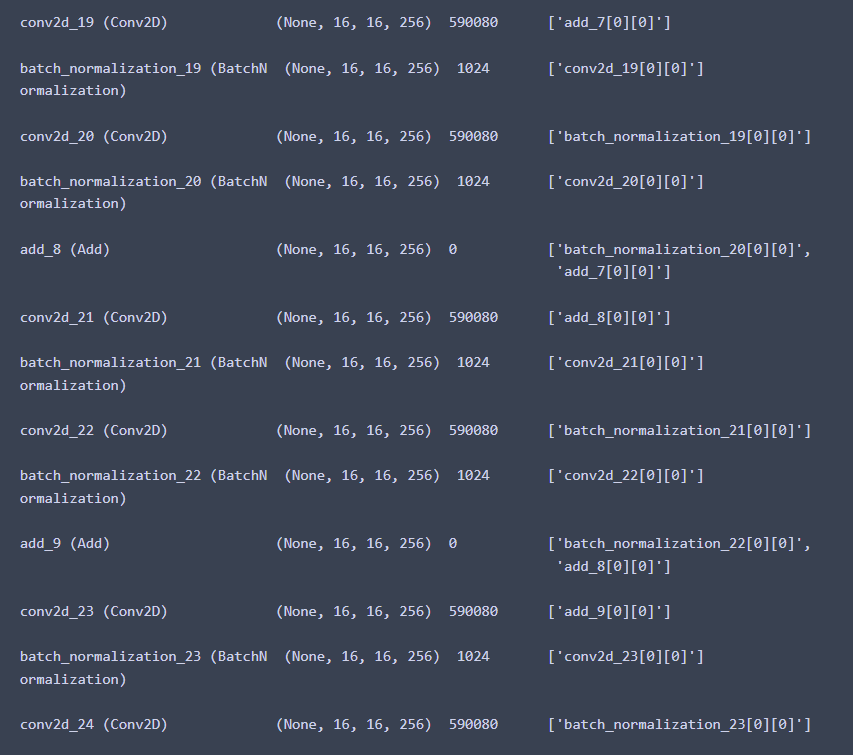 conv2d_19 (Conv2D)             (None, 16, 16, 256)  590080      ['add_7[0][0]']
batch_normalization_19 (BatchN  (None, 16, 16, 256)  1024       ['conv2d_19[0][0]']
ormalization)
conv2d_20 (Conv2D)             (None, 16, 16, 256)  590080      ['batch_normalization_19[0][0]']
batch_normalization_20 (BatchN  (None, 16, 16, 256)  1024       ['conv2d_20[0][0]']
ormalization)
add_8 (Add)                    (None, 16, 16, 256)  0           ['batch_normalization_20[0][0]',
                                                                 'add_7[0][0]']
conv2d_21 (Conv2D)             (None, 16, 16, 256)  590080      ['add_8[0][0]']
batch_normalization_21 (BatchN  (None, 16, 16, 256)  1024       ['conv2d_21[0][0]']
ormalization)
conv2d_22 (Conv2D)             (None, 16, 16, 256)  590080      ['batch_normalization_21[0][0]']
batch_normalization_22 (BatchN  (None, 16, 16, 256)  1024       ['conv2d_22[0][0]']
ormalization)
add_9 (Add)                    (None, 16, 16, 256)  0           ['batch_normalization_22[0][0]',
                                                                 'add_8[0][0]']
conv2d_23 (Conv2D)             (None, 16, 16, 256)  590080      ['add_9[0][0]']
batch_normalization_23 (BatchN  (None, 16, 16, 256)  1024       ['conv2d_23[0][0]']
ormalization)
conv2d_24 (Conv2D)             (None, 16, 16, 256)  590080      ['batch_normalization_23[0][0]']